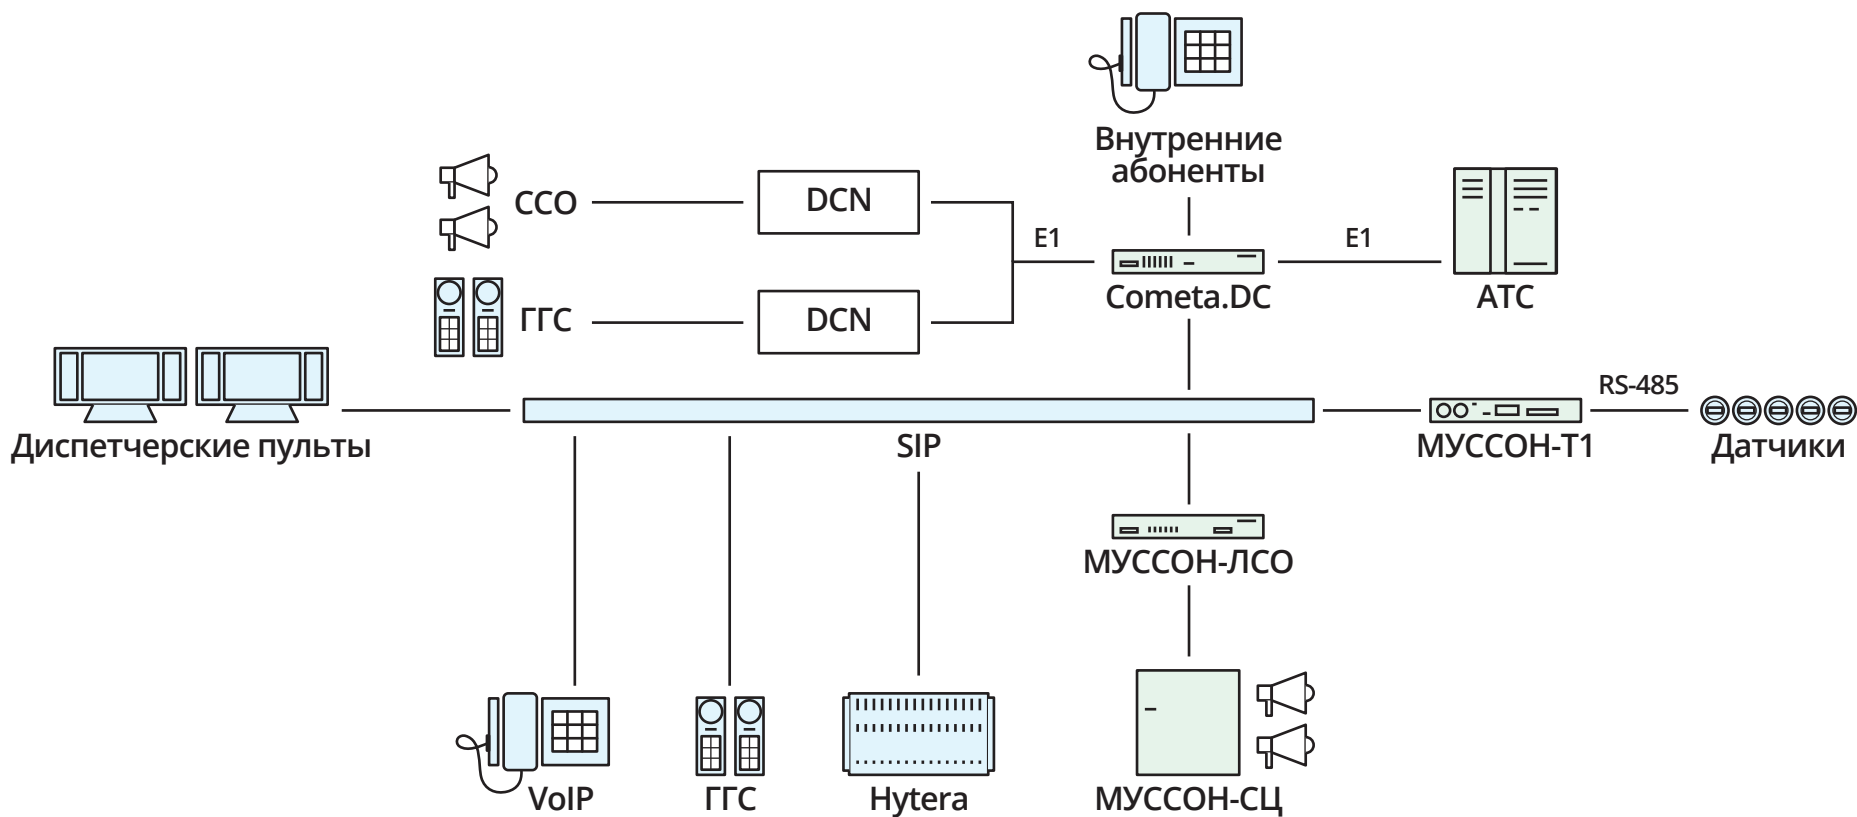 Внутренние
абоненты
ССО
DCN
E1
E1
Cometa.DC
АТС
ГГС
DCN
RS-485
Диспетчерские пульты
SIP
МУССОН-Т1
Датчики
МУССОН-ЛСО
VoIP
ГГС
Hytera
МУССОН-СЦ